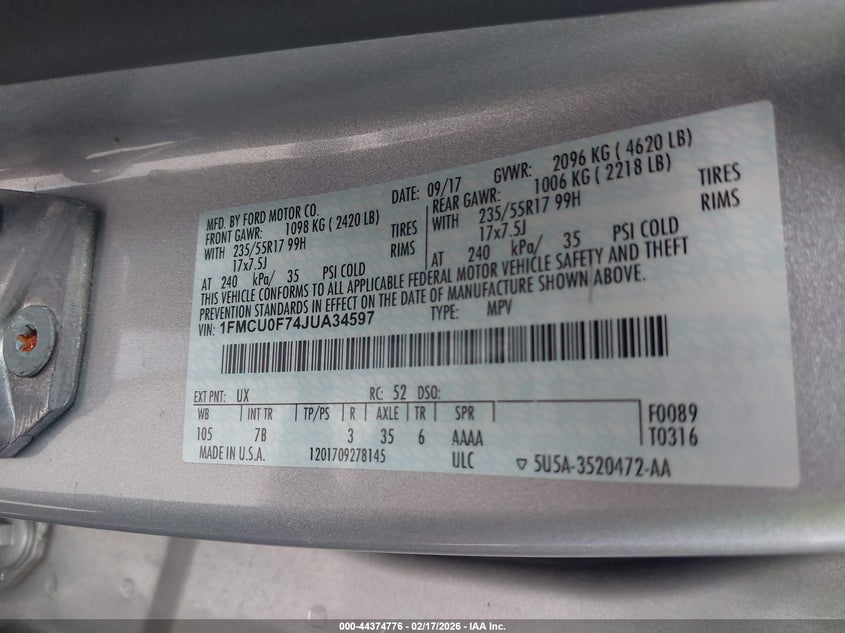 MFD. BY FORD MOTOR CO.
DATE: 09/17 GVWR: 2096 KG ( 4620 LB)
FRONT GAWR: 1098 KG ( 2420 LB) REAR GAWR: 1006 KG ( 2218 LB)
WITH 235/55R17 99H TIRES WITH 235/55R17 99H TIRES
17x7.5J RIMS 17x7.5J RIMS
AT 240 kPa/ 35 PSI COLD AT 240 kPa/ 35 PSI COLD
THIS VEHICLE CONFORMS TO ALL APPLICABLE FEDERAL MOTOR VEHICLE SAFETY AND THEFT
PREVENTION STANDARDS IN EFFECT ON THE DATE OF MANUFACTURE SHOWN ABOVE.
VIN: 1FMCU0F74JUA34597 TYPE: MPV
EXT PNT: UX RC: 52 DSO:
WB INT TR TP/PS R AXLE TR SPR F0089
105 7B 3 35 6 AAAA T0316
MADE IN U.S.A. 1201709278145 ULC 5U5A-3520472-AA
000-44374776 - 02/17/2026 - IAA Inc.